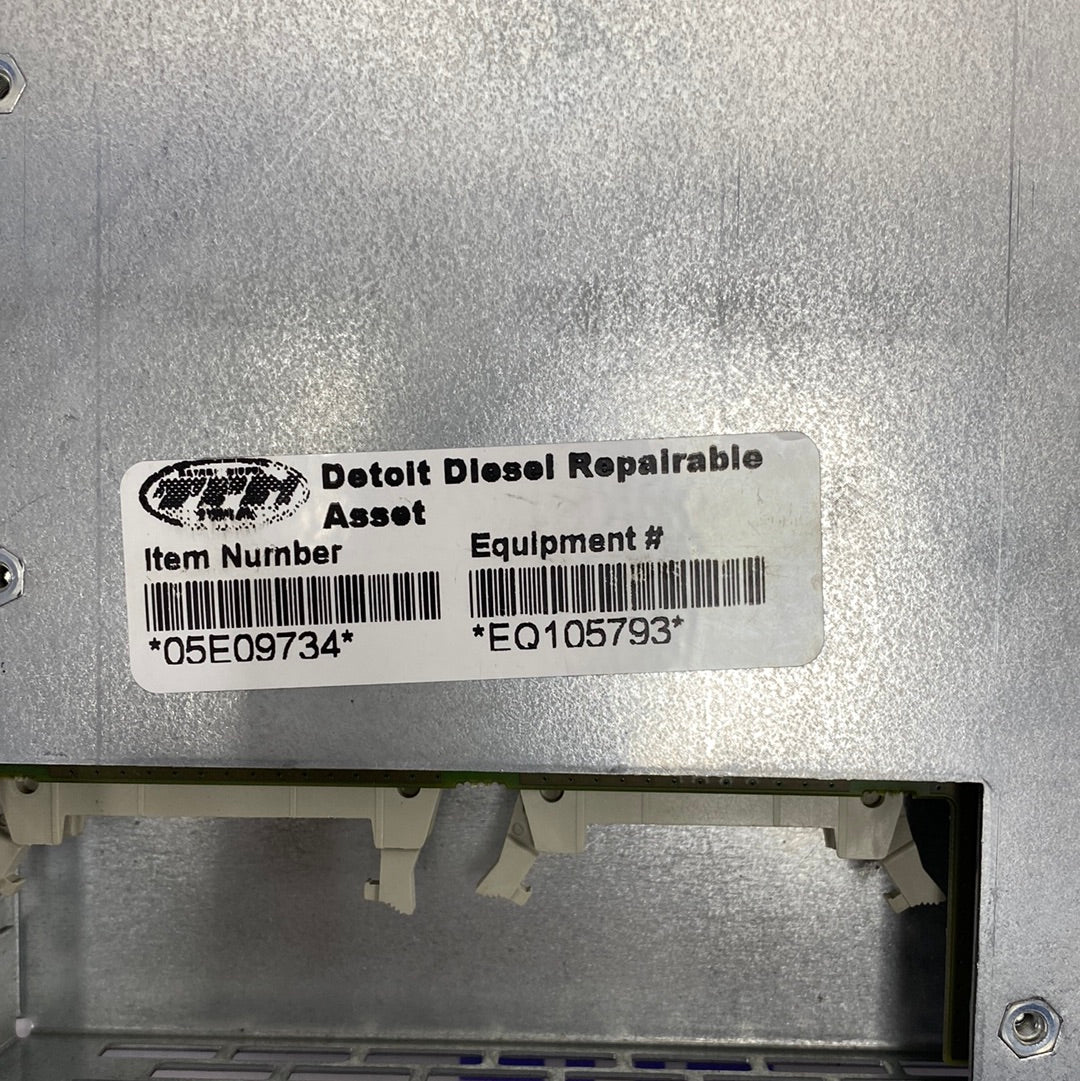 Detoit Diesel Repairable
Asset
Item Number
Equipment #
*05E09734*
*EQ105793*